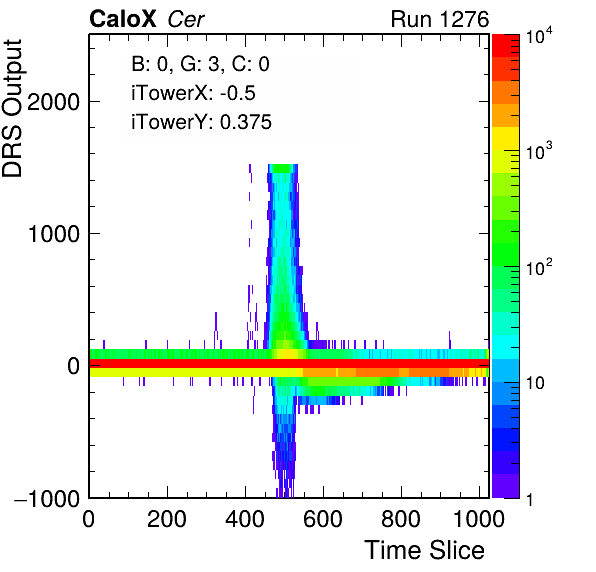 CaloX Cer Run 1276
B: 0, G: 3, C: 0
iTowerX: -0.5
iTowerY: 0.375
DRS Output
2000
1000
0
−1000
0 200 400 600 800 1000
Time Slice
10^4
10^3
10^2
10
1